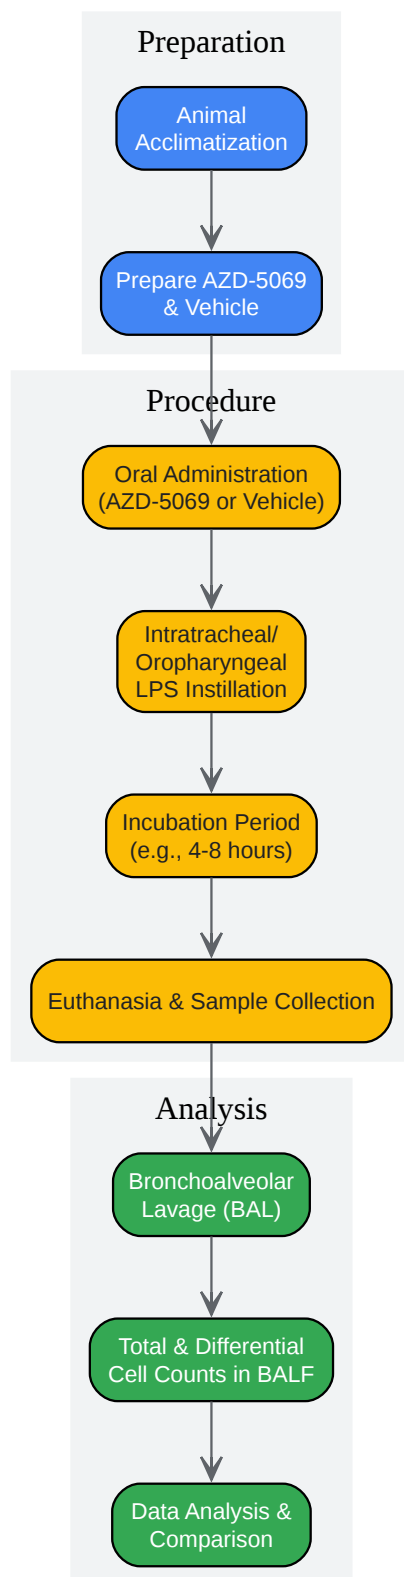 Preparation
Animal
Acclimatization
Prepare AZD-5069
& Vehicle
Procedure
Oral Administration
(AZD-5069 or Vehicle)
Intratracheal/
Oropharyngeal
LPS Instillation
Incubation Period
(e.g., 4-8 hours)
Euthanasia & Sample Collection
Analysis
Bronchoalveolar
Lavage (BAL)
Total & Differential
Cell Counts in BALF
Data Analysis &
Comparison